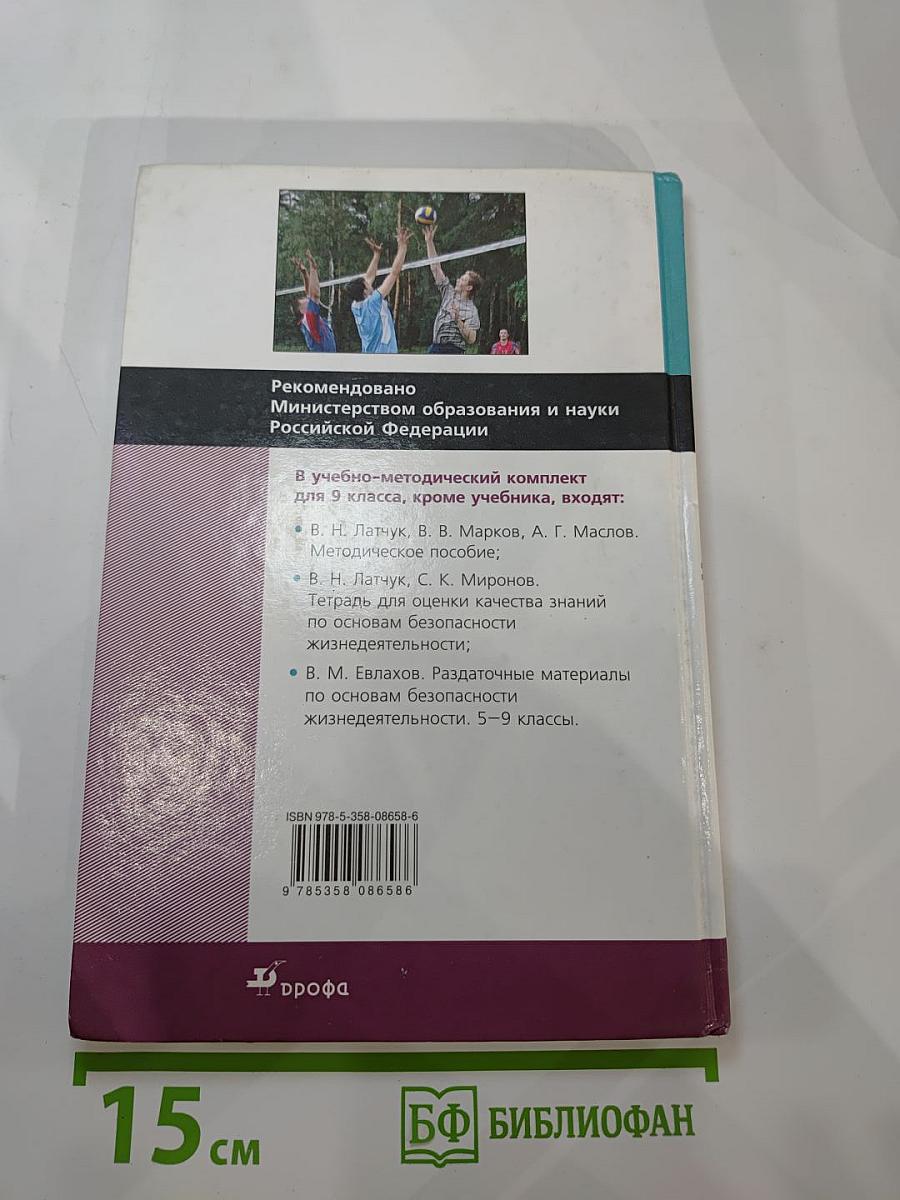 Рекомендовано
Министерством образования и науки
Российской Федерации
В учебно-методический комплект
для 9 класса, кроме учебника, входят:
• В. Н. Латчук, В. В. Марков, А. Г. Маслов.
Методическое пособие;
• В. Н. Латчук, С. К. Миронов.
Тетрадь для оценки качества знаний
по основам безопасности
жизнедеятельности;
• В. М. Евлахов. Раздаточные материалы
по основам безопасности
жизнедеятельности. 5–9 классы.
ISBN 978-5-358-08658-6
9 785358 086586
дрофа
15 см
БФ БИБЛИОФАН